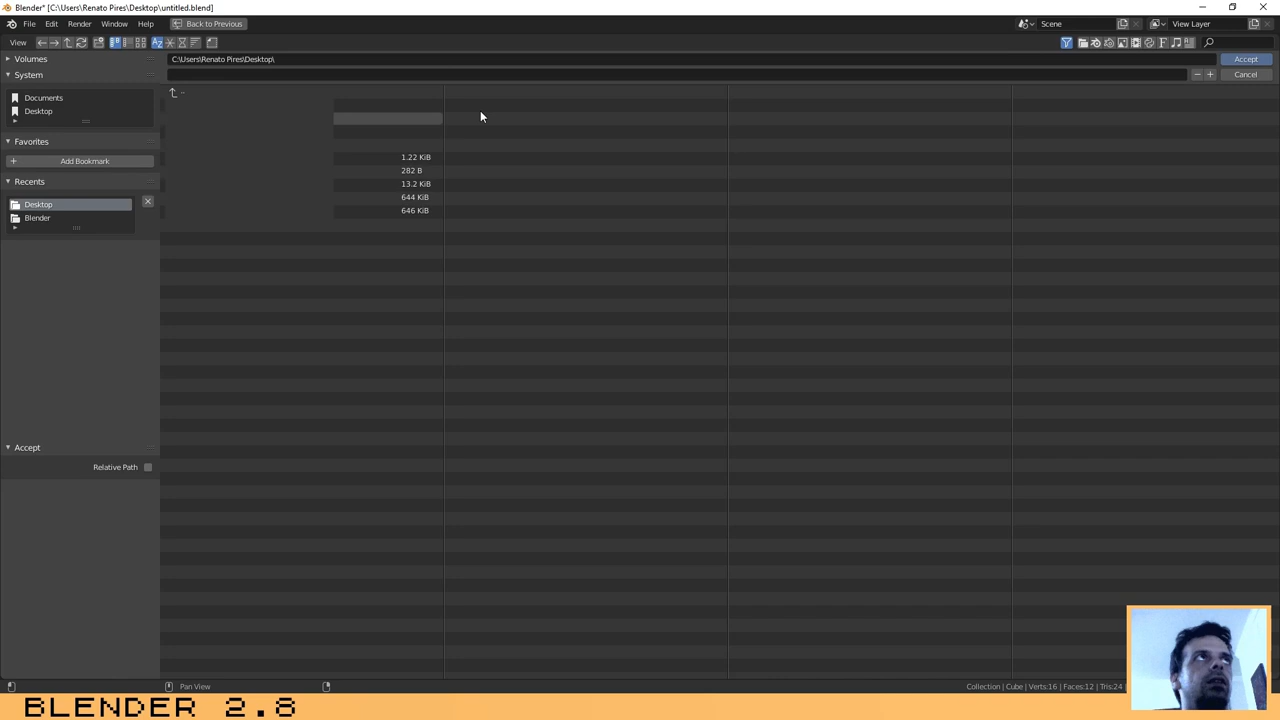 Blender* [C:\Users\Renato Pires\Desktop\untitled.blend]
File Edit Render Window Help Back to Previous Scene View Layer
View
Volumes
C:\Users\Renato Pires\Desktop\
Accept
System
Cancel
Documents
Desktop
Favorites
Add Bookmark
Recents
Desktop
Blender
..
1.22 KiB
282 B
13.2 KiB
644 KiB
646 KiB
Accept
Relative Path
Pan View
Collection | Cube | Verts:16 | Faces:12 | Tris:24
BLENDER 2.8